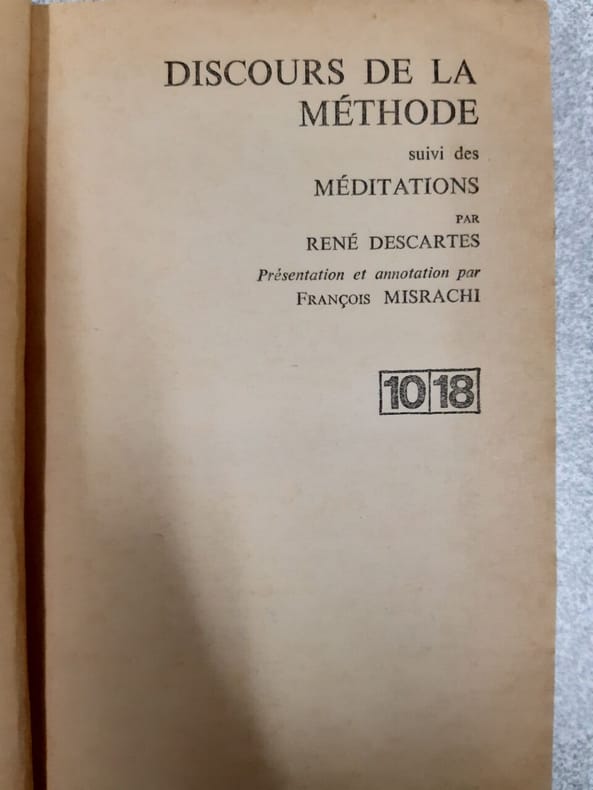 DISCOURS DE LA
MÉTHODE
suivi des
MÉDITATIONS
PAR
RENÉ DESCARTES
Présentation et annotation par
FRANÇOIS MISRACHI
10 18